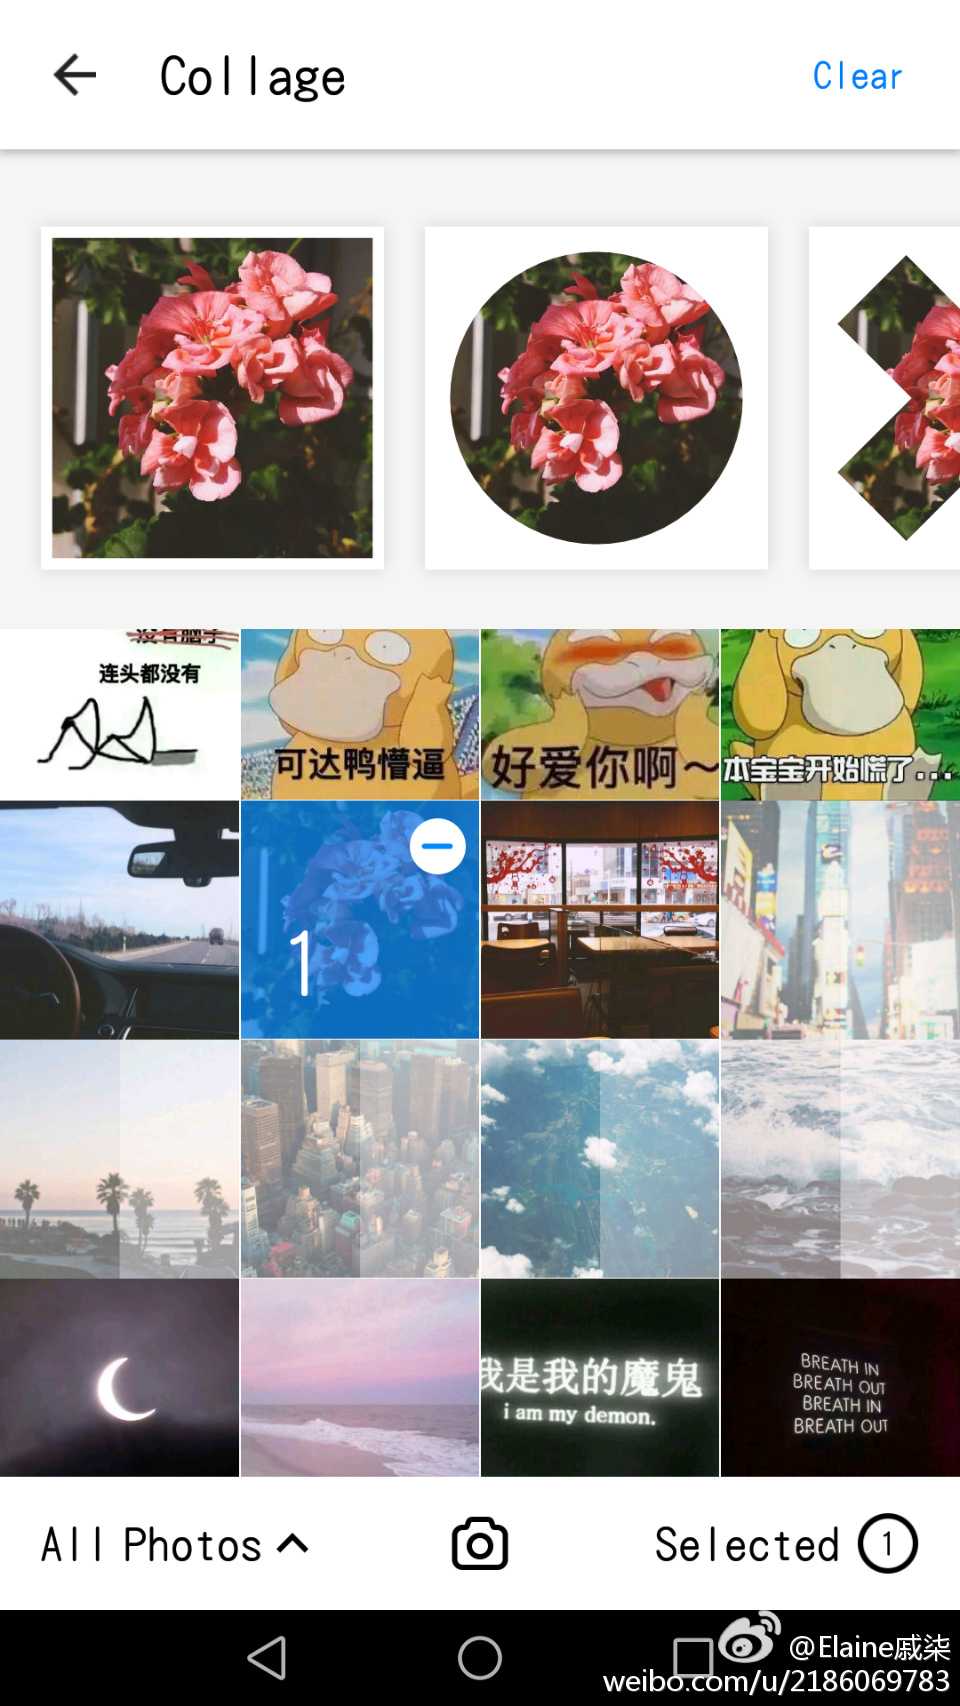 Collage
Clear
连头都没有
可达鸭懵逼
好爱你啊～
本宝宝开始慌了...
1
我是我的魔鬼
i am my demon.
BREATH IN
BREATH OUT
BREATH IN
BREATH OUT
All Photos
Selected 1
@Elaine戚柒
weibo.com/u/2186069783